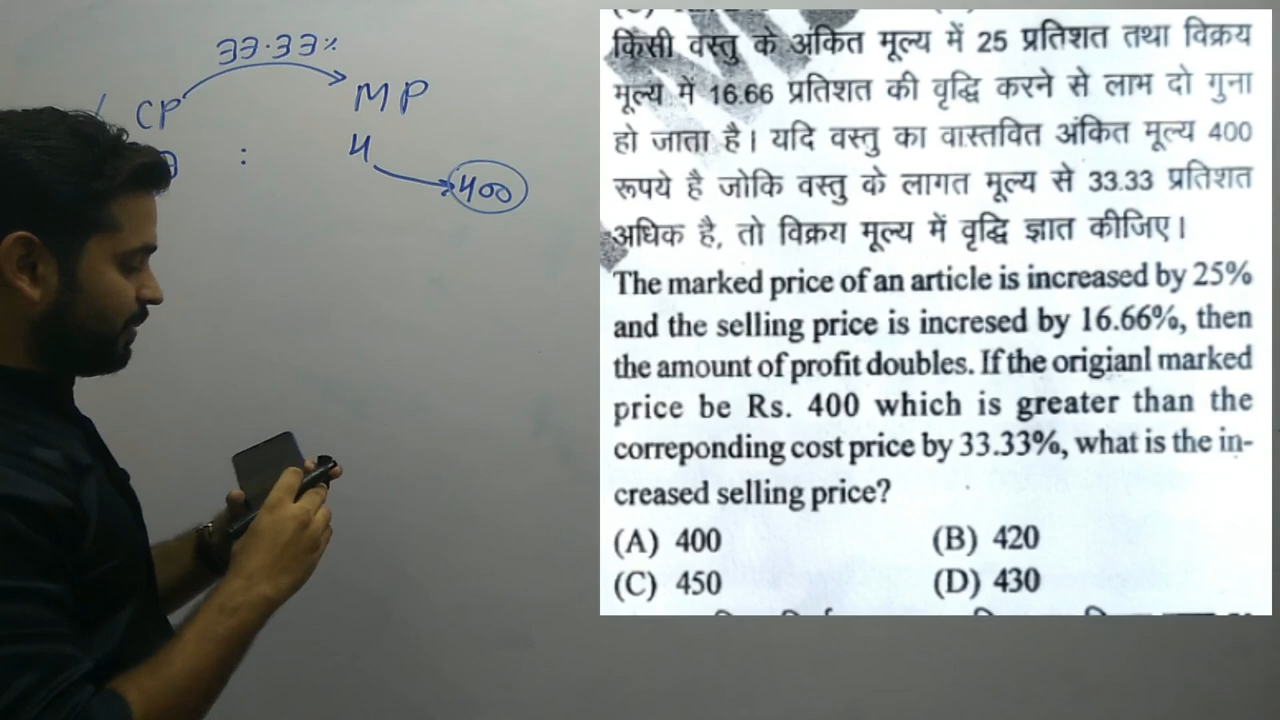 33.33%
CP
MP
:
4
400
किसी वस्तु के अंकित मूल्य में 25 प्रतिशत तथा विक्रय
मूल्य में 16.66 प्रतिशत की वृद्धि करने से लाभ दो गुना
हो जाता है। यदि वस्तु का वास्तवित अंकित मूल्य 400
रूपये है जोकि वस्तु के लागत मूल्य से 33.33 प्रतिशत
अधिक है, तो विक्रय मूल्य में वृद्धि ज्ञात कीजिए।
The marked price of an article is increased by 25%
and the selling price is incresed by 16.66%, then
the amount of profit doubles. If the origianl marked
price be Rs. 400 which is greater than the
correponding cost price by 33.33%, what is the in-
creased selling price?
(A) 400 (B) 420
(C) 450 (D) 430